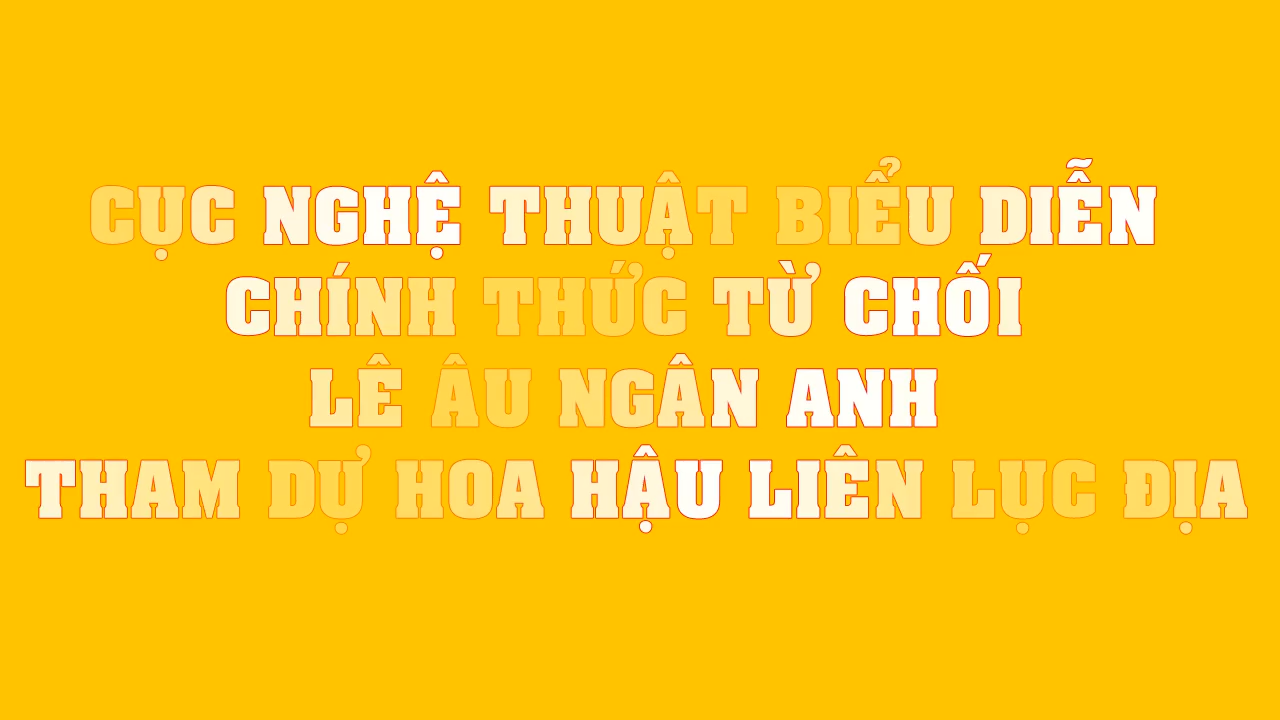 CỤC NGHỆ THUẬT BIỂU DIỄN
CHÍNH THỨC TỪ CHỐI
LÊ ÂU NGÂN ANH
THAM DỰ HOA HẬU LIÊN LỤC ĐỊA